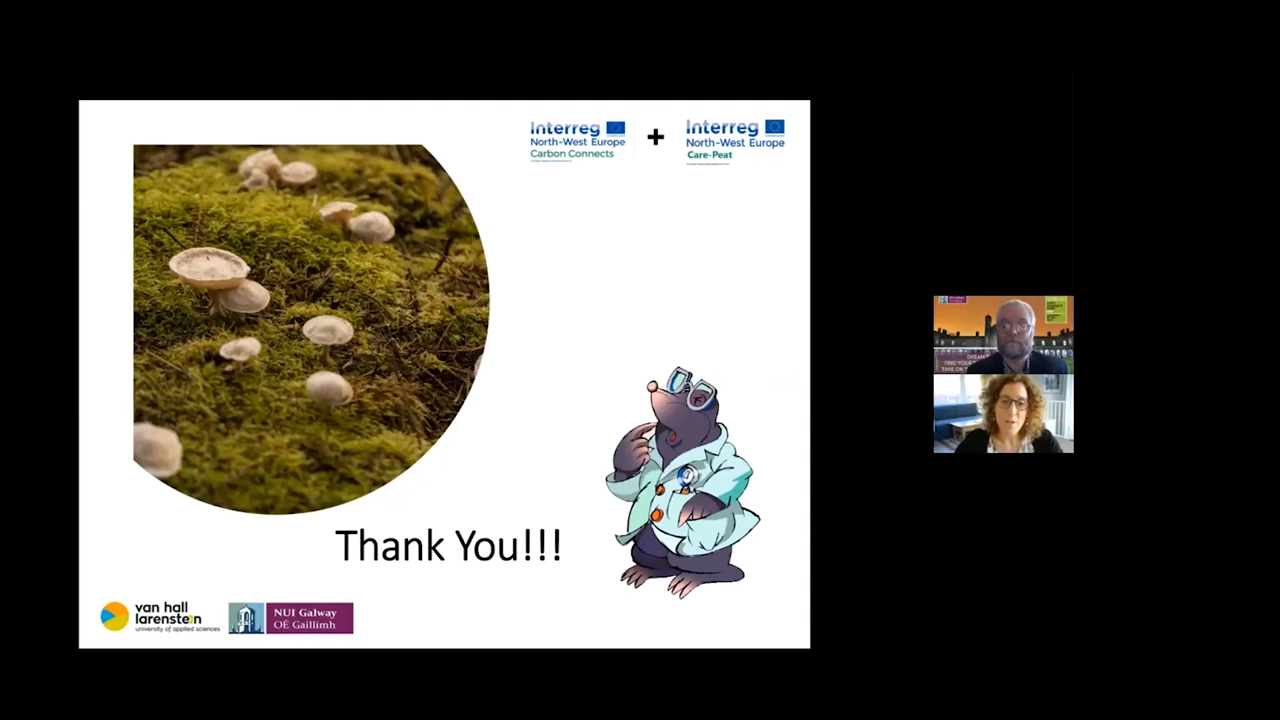 Interreg
North-West Europe
Carbon Connects
+
Interreg
North-West Europe
Care-Peat
Thank You!!!
van hall
larenstein
university of applied sciences
NUI Galway
OÉ Gaillimh